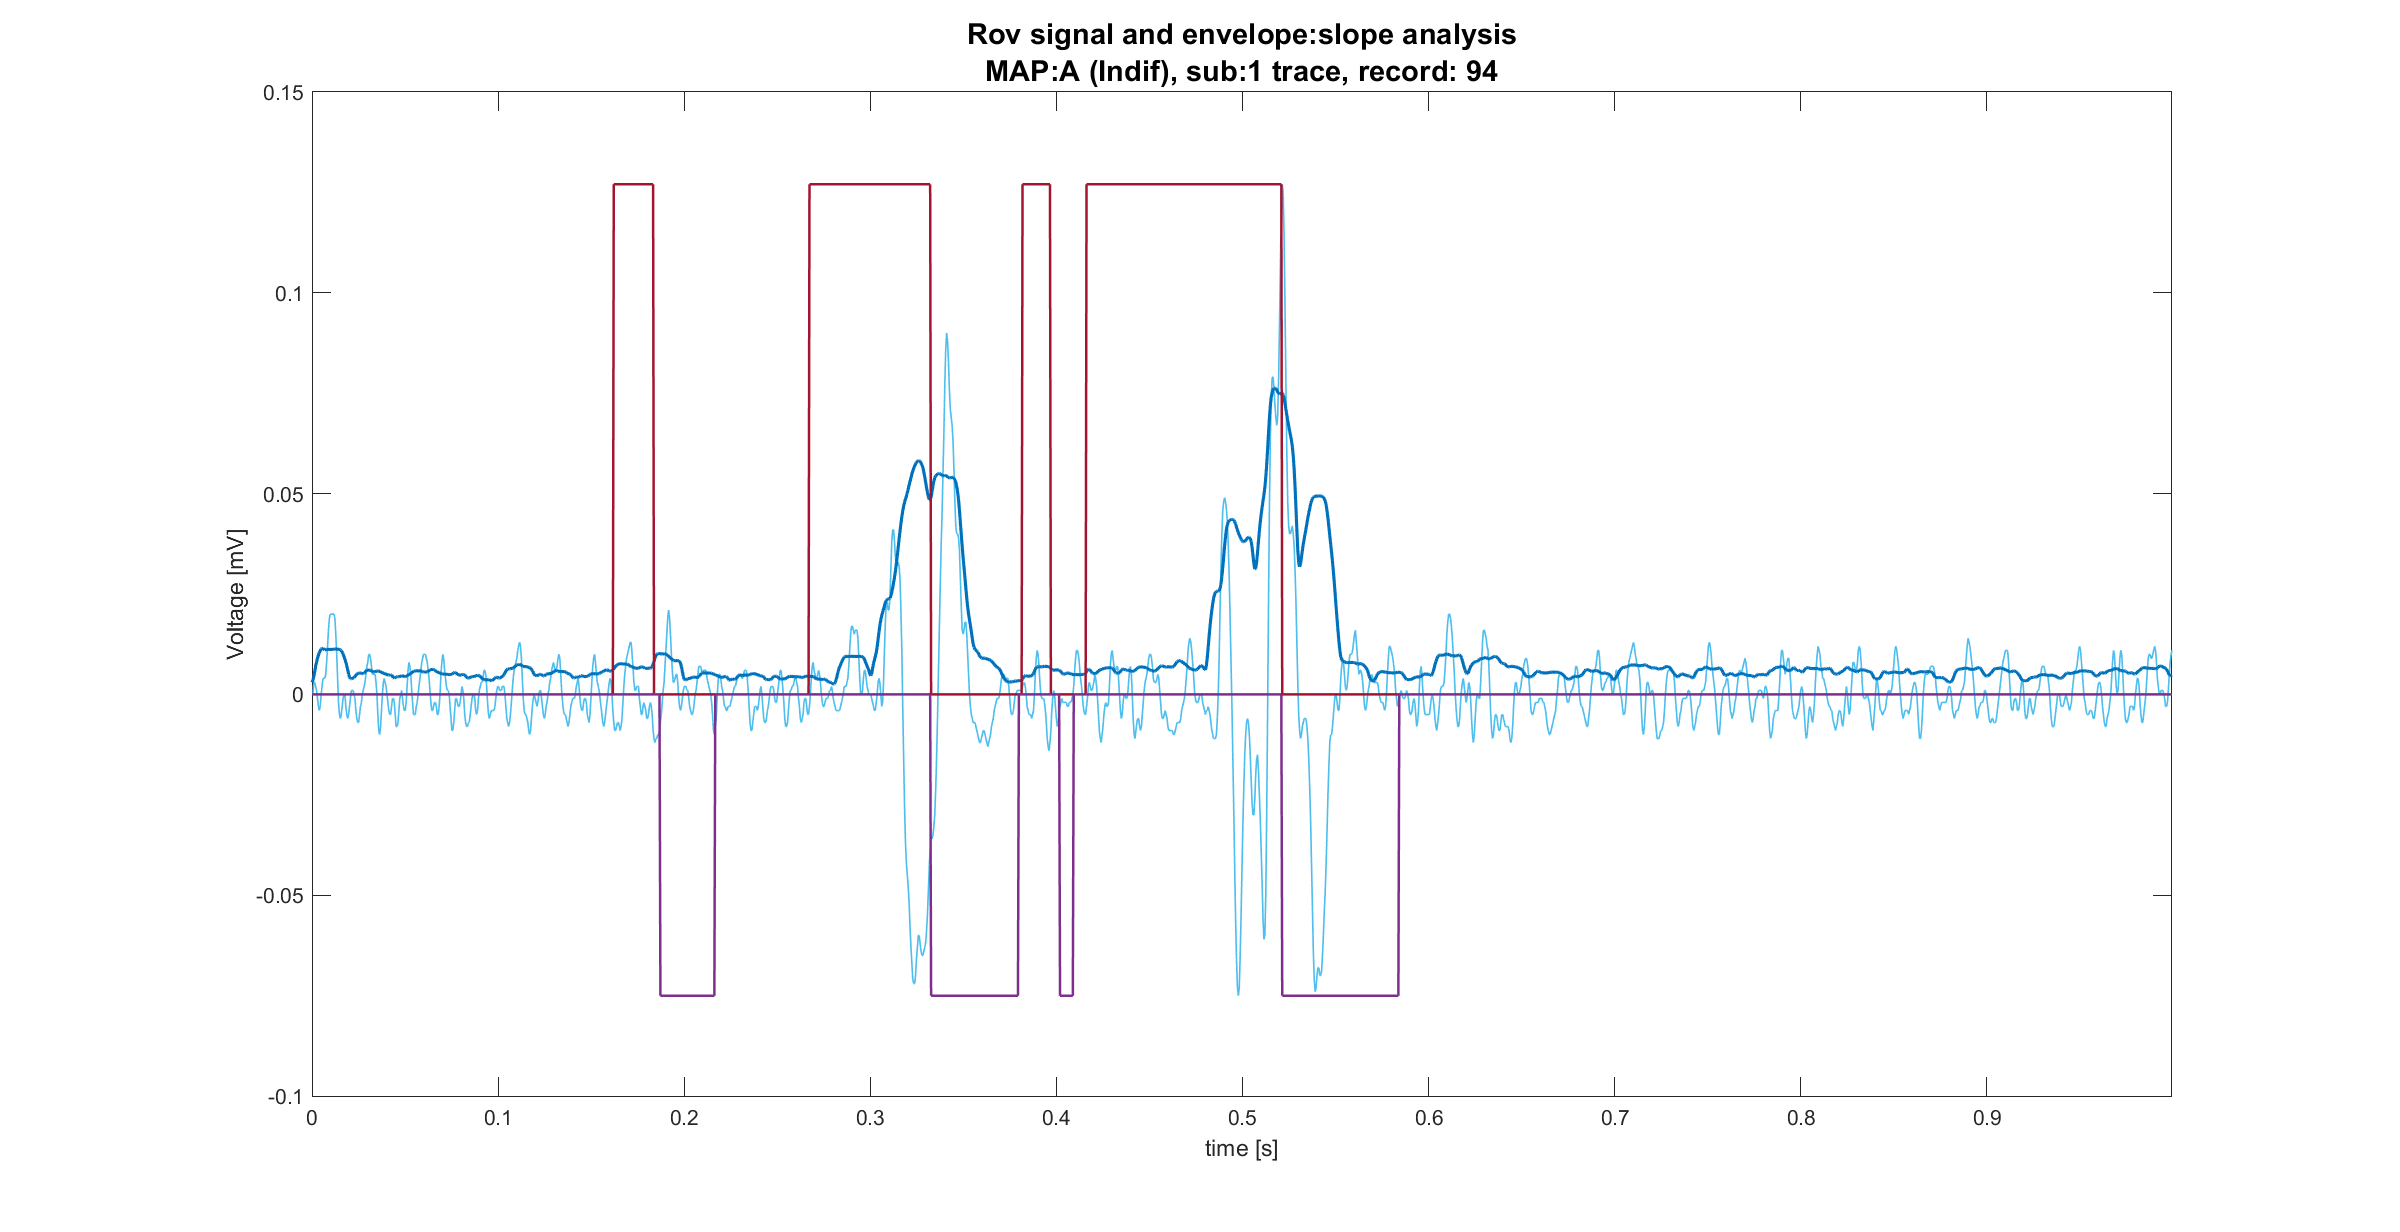 Rov signal and envelope:slope analysis
MAP:A (Indif), sub:1 trace, record: 94
0.15
0.1
0.05
0
-0.05
-0.1
Voltage [mV]
0 0.1 0.2 0.3 0.4 0.5 0.6 0.7 0.8 0.9
time [s]